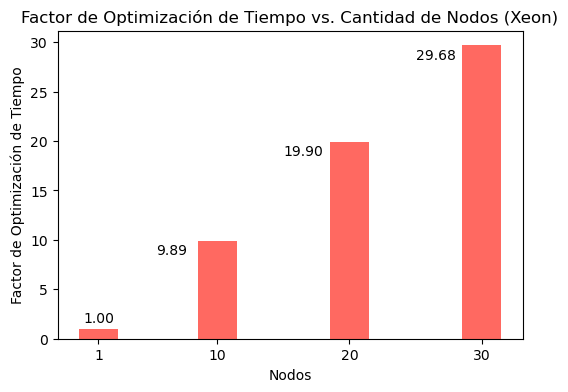 Factor de Optimización de Tiempo vs. Cantidad de Nodos (Xeon)
Factor de Optimización de Tiempo
30
25
20
15
10
5
0
1.00
9.89
19.90
29.68
1 10 20 30
Nodos